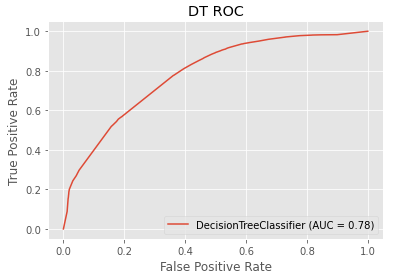 DT ROC
True Positive Rate
1.0
0.8
0.6
0.4
0.2
0.0
DecisionTreeClassifier (AUC = 0.78)
0.0 0.2 0.4 0.6 0.8 1.0
False Positive Rate